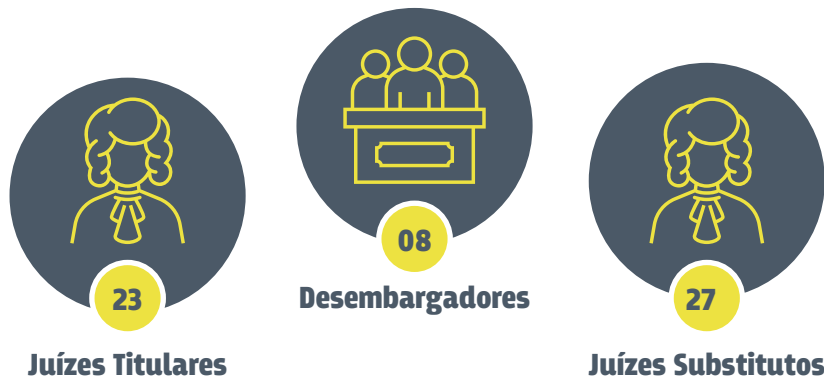 23
Juízes Titulares
08
Desembargadores
27
Juízes Substitutos